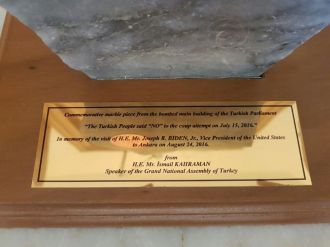 Commemorative marble piece from the bombed main building of the Turkish Parliament
"The Turkish People said "NO" to the coup attempt on July 15, 2016."
In memory of the visit of H.E. Mr. Joseph R. BIDEN, Jr., Vice President of the United States
to Ankara on August 24, 2016.
from
H.E. Mr. İsmail KAHRAMAN
Speaker of the Grand National Assembly of Turkey